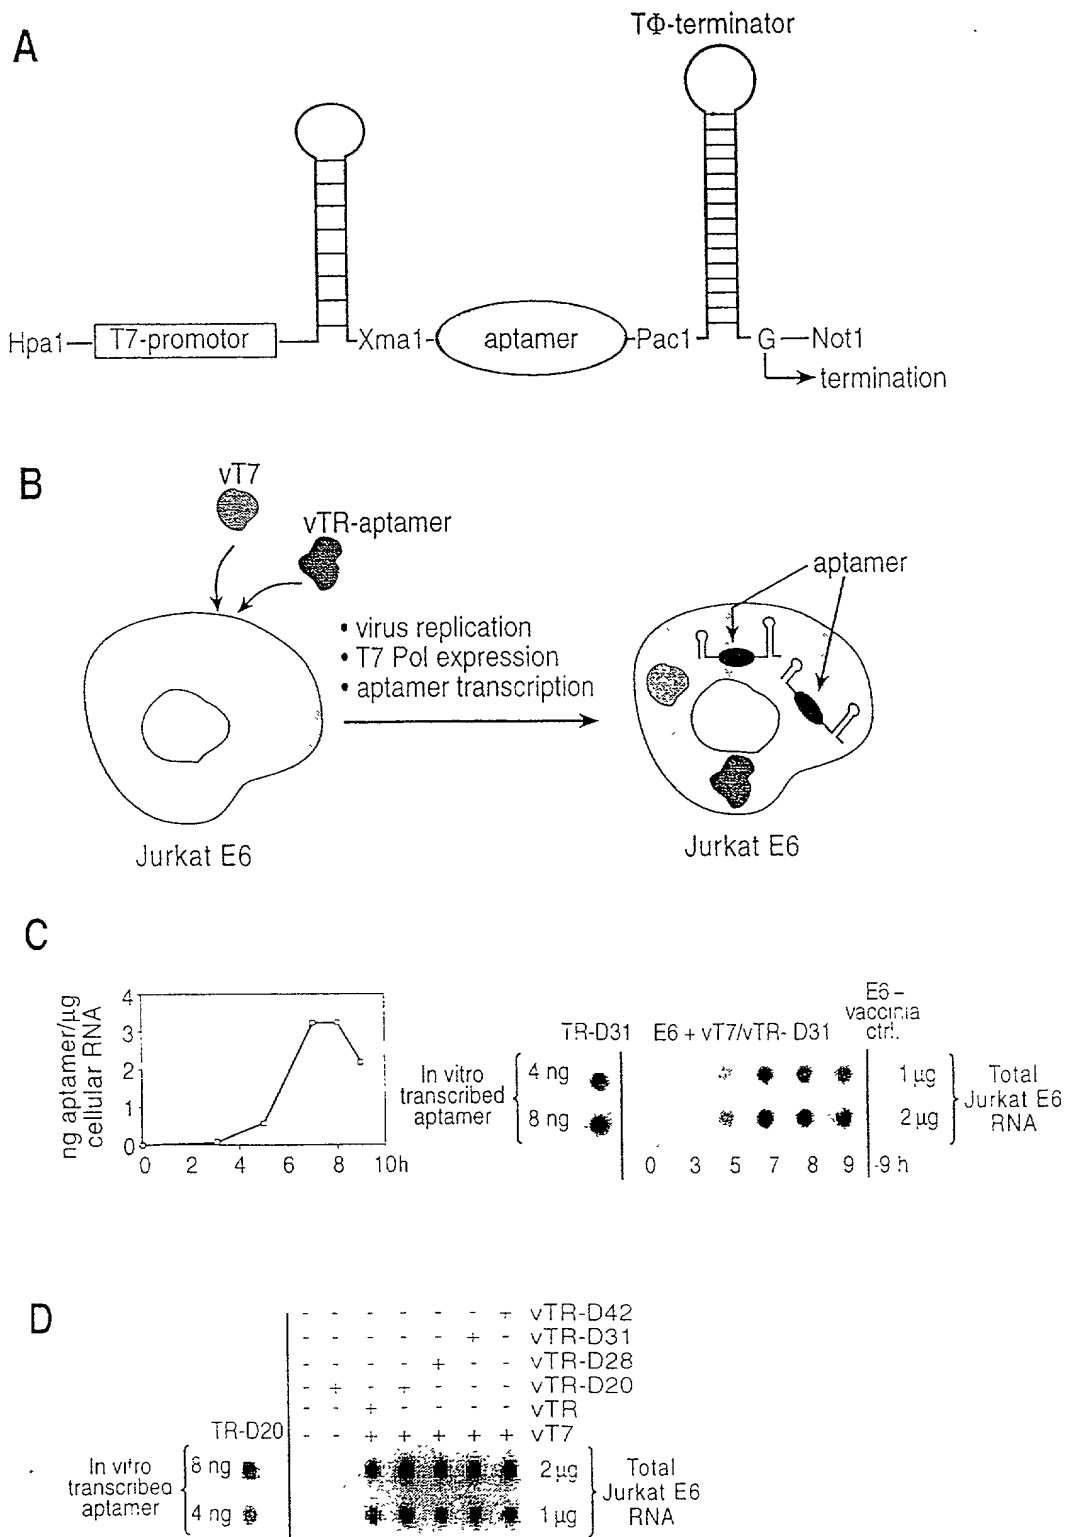 A
TΦ-terminator
Hpa1
T7-promotor
Xma1
aptamer
Pac1
G
Not1
termination
B
vT7
vTR-aptamer
• virus replication
• T7 Pol expression
• aptamer transcription
Jurkat E6
aptamer
Jurkat E6
C
ng aptamer/µg
cellular RNA
4
3
2
1
0
0 2 4 6 8 10h
In vitro
transcribed
aptamer
TR-D31
4 ng
8 ng
E6 + vT7/vTR- D31
0 3 5 7 8 9 -9 h
E6 –
vaccinia
ctrl.
1 µg
2 µg
Total
Jurkat E6
RNA
D
- - - - - - + vTR-D42
- - - - - + - vTR-D31
- - - - + - - vTR-D28
- + - + - - - vTR-D20
- - + - - - - vTR
- - + + + + + vT7
TR-D20
In vitro
transcribed
aptamer
8 ng
4 ng
2 µg
1 µg
Total
Jurkat E6
RNA